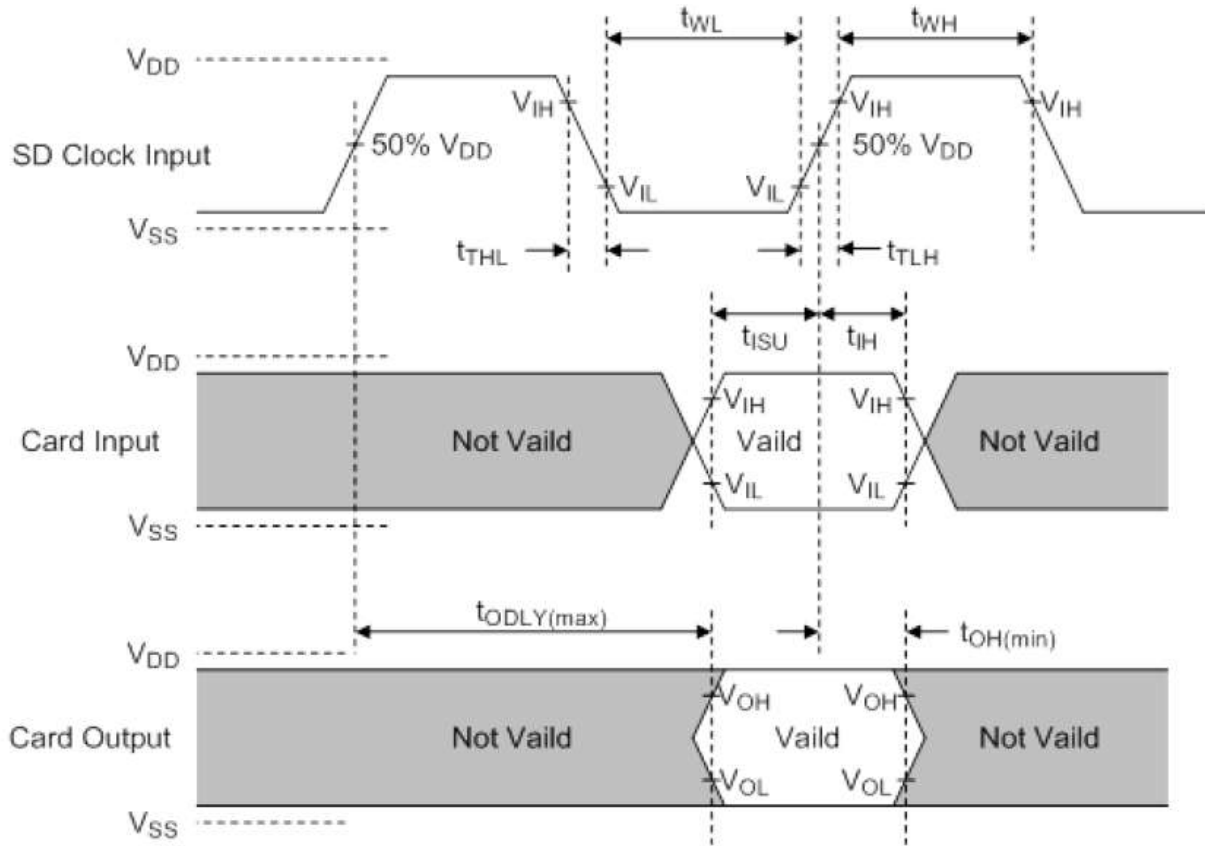 tWL tWH
VDD
VIH VIH VIH
SD Clock Input 50% VDD 50% VDD
VIL VIL
VSS
tTHL tTLH
tISU tIH
VDD
VIH VIH
Card Input Not Vaild Vaild Not Vaild
VIL VIL
VSS
tODLY(max) tOH(min)
VDD
VOH VOH
Card Output Not Vaild Vaild Not Vaild
VOL VOL
VSS